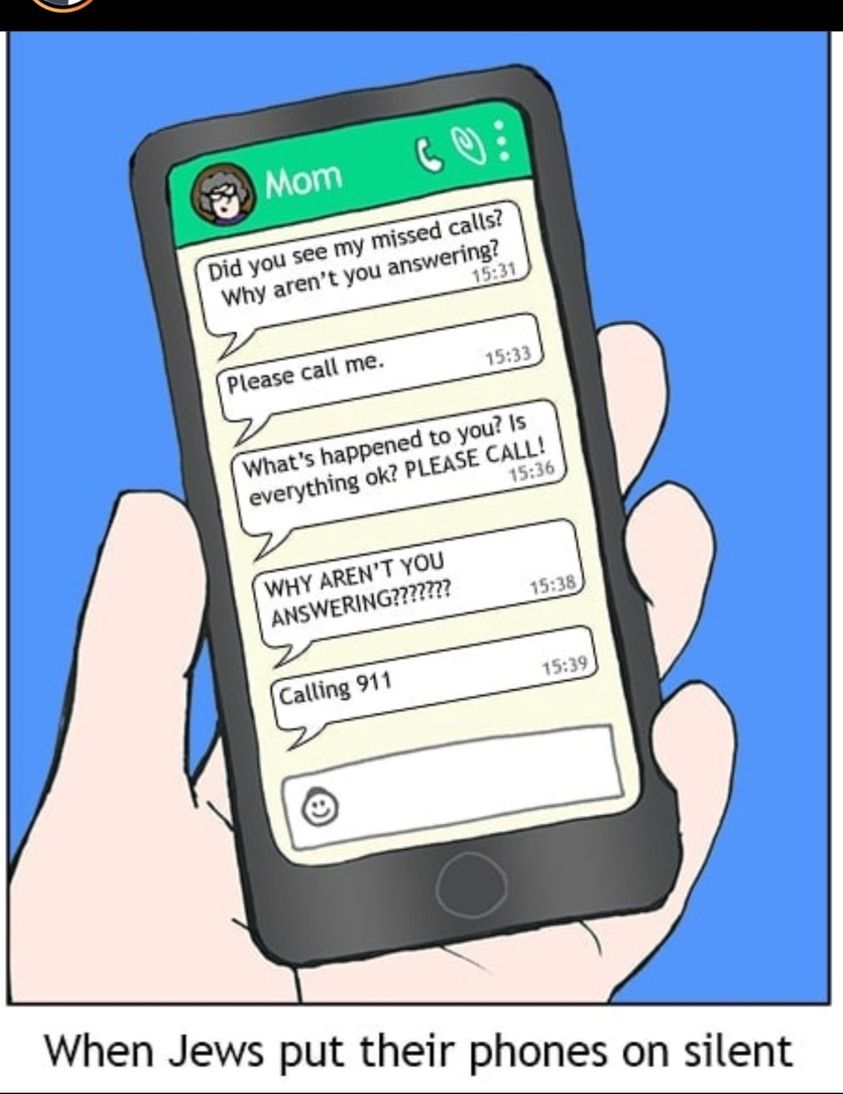 Mom
Did you see my missed calls?
Why aren't you answering?
15:31
Please call me.
15:33
What's happened to you? Is
everything ok? PLEASE CALL!
15:36
WHY AREN'T YOU
ANSWERING???????
15:38
Calling 911
15:39
When Jews put their phones on silent